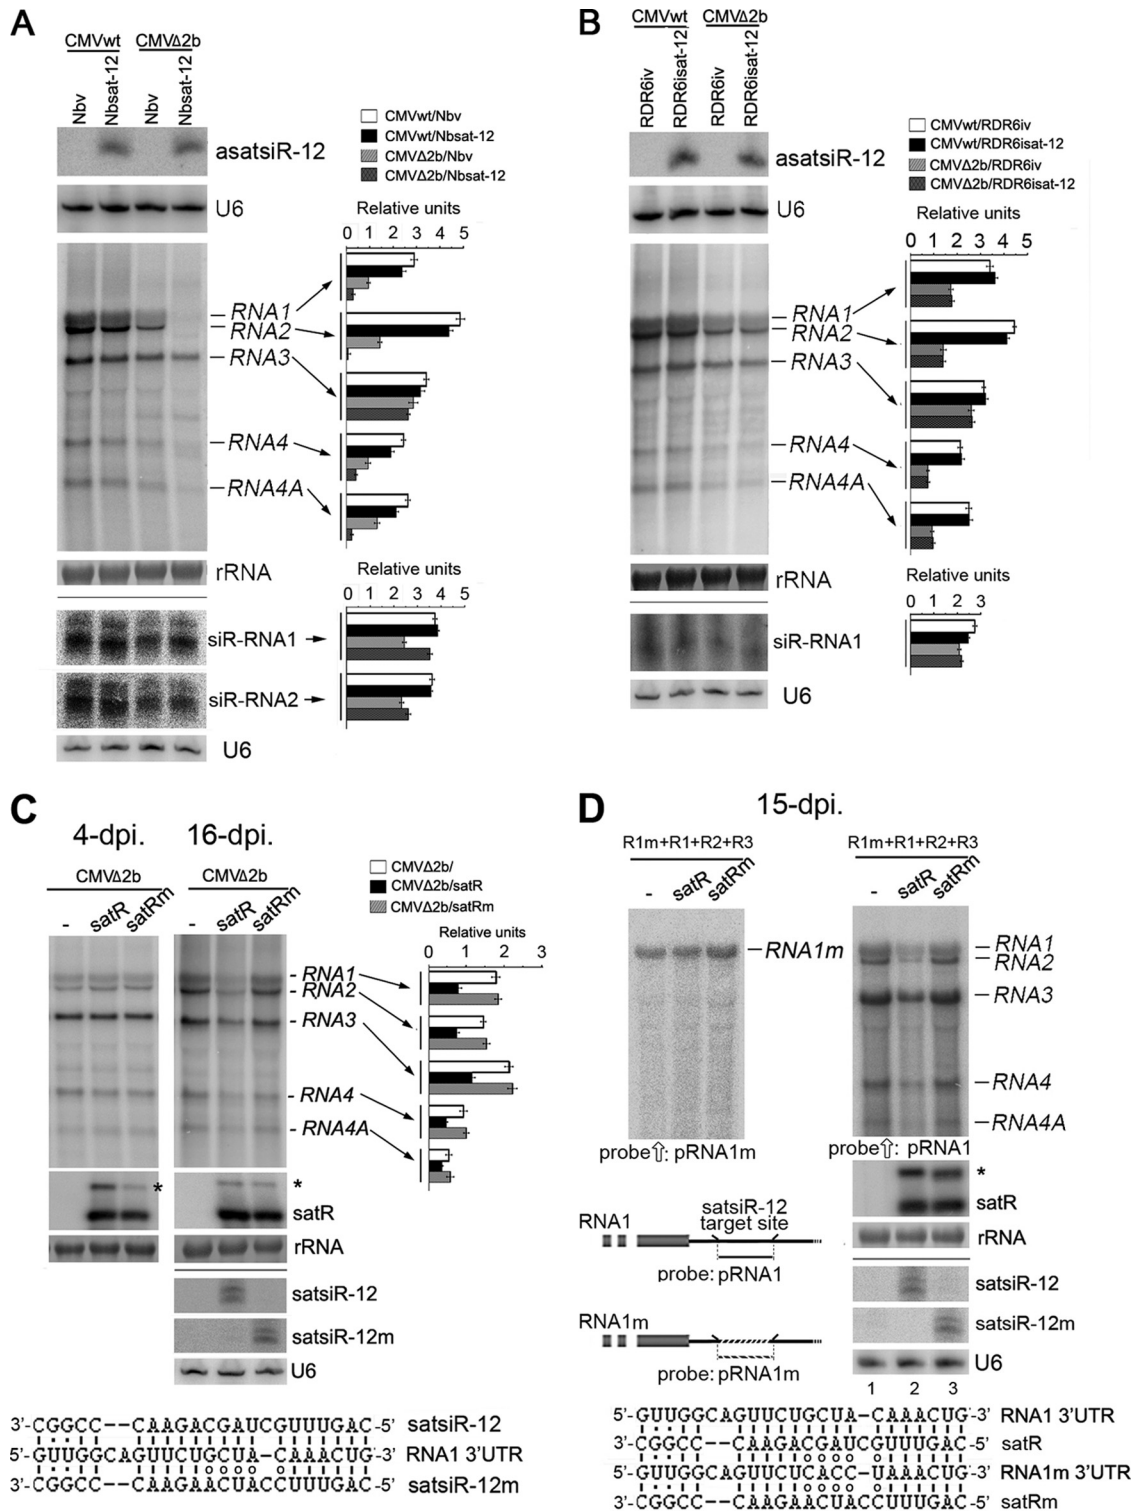 A
CMVwt CMVΔ2b
Nbv Nbsat-12 Nbv Nbsat-12
asatsiR-12
U6
CMVwt/Nbv
CMVwt/Nbsat-12
CMVΔ2b/Nbv
CMVΔ2b/Nbsat-12
Relative units
0 1 2 3 4 5
RNA1
RNA2
RNA3
RNA4
RNA4A
rRNA
Relative units
0 1 2 3 4 5
siR-RNA1
siR-RNA2
U6
B
CMVwt CMVΔ2b
RDR6iv RDR6isat-12 RDR6iv RDR6isat-12
asatsiR-12
U6
CMVwt/RDR6iv
CMVwt/RDR6isat-12
CMVΔ2b/RDR6iv
CMVΔ2b/RDR6isat-12
Relative units
0 1 2 3 4 5
RNA1
RNA2
RNA3
RNA4
RNA4A
rRNA
Relative units
0 1 2 3
siR-RNA1
U6
C
4-dpi. 16-dpi.
CMVΔ2b CMVΔ2b
- satR satRm - satR satRm
CMVΔ2b/
CMVΔ2b/satR
CMVΔ2b/satRm
Relative units
0 1 2 3
RNA1
RNA2
RNA3
RNA4
RNA4A
* *
satR
rRNA
satsiR-12
satsiR-12m
U6
3'-CGGCC--CAAGACGAUCGUUUGAC-5' satsiR-12
5'-GUUGGCAGUUCUGCUA-CAAACUG-3' RNA1 3'UTR
3'-CGGCC--CAAGAACUACCUUUGAC-5' satsiR-12m
D
15-dpi.
R1m+R1+R2+R3 R1m+R1+R2+R3
- satR satRm - satR satRm
RNA1m
RNA1
RNA2
RNA3
RNA4
RNA4A
probe⇧: pRNA1m probe⇧: pRNA1
*
satR
rRNA
satsiR-12
satsiR-12m
U6
1 2 3
RNA1
satsiR-12
target site
probe: pRNA1
RNA1m
probe: pRNA1m
5'-GUUGGCAGUUCUGCUA-CAAACUG-3' RNA1 3'UTR
3'-CGGCC--CAAGACGAUCGUUUGAC-5' satR
5'-GUUGGCAGUUCUCACC-UAAACUG-3' RNA1m 3'UTR
3'-CGGCC--CAAGAACUACCUUUGAC-5' satRm